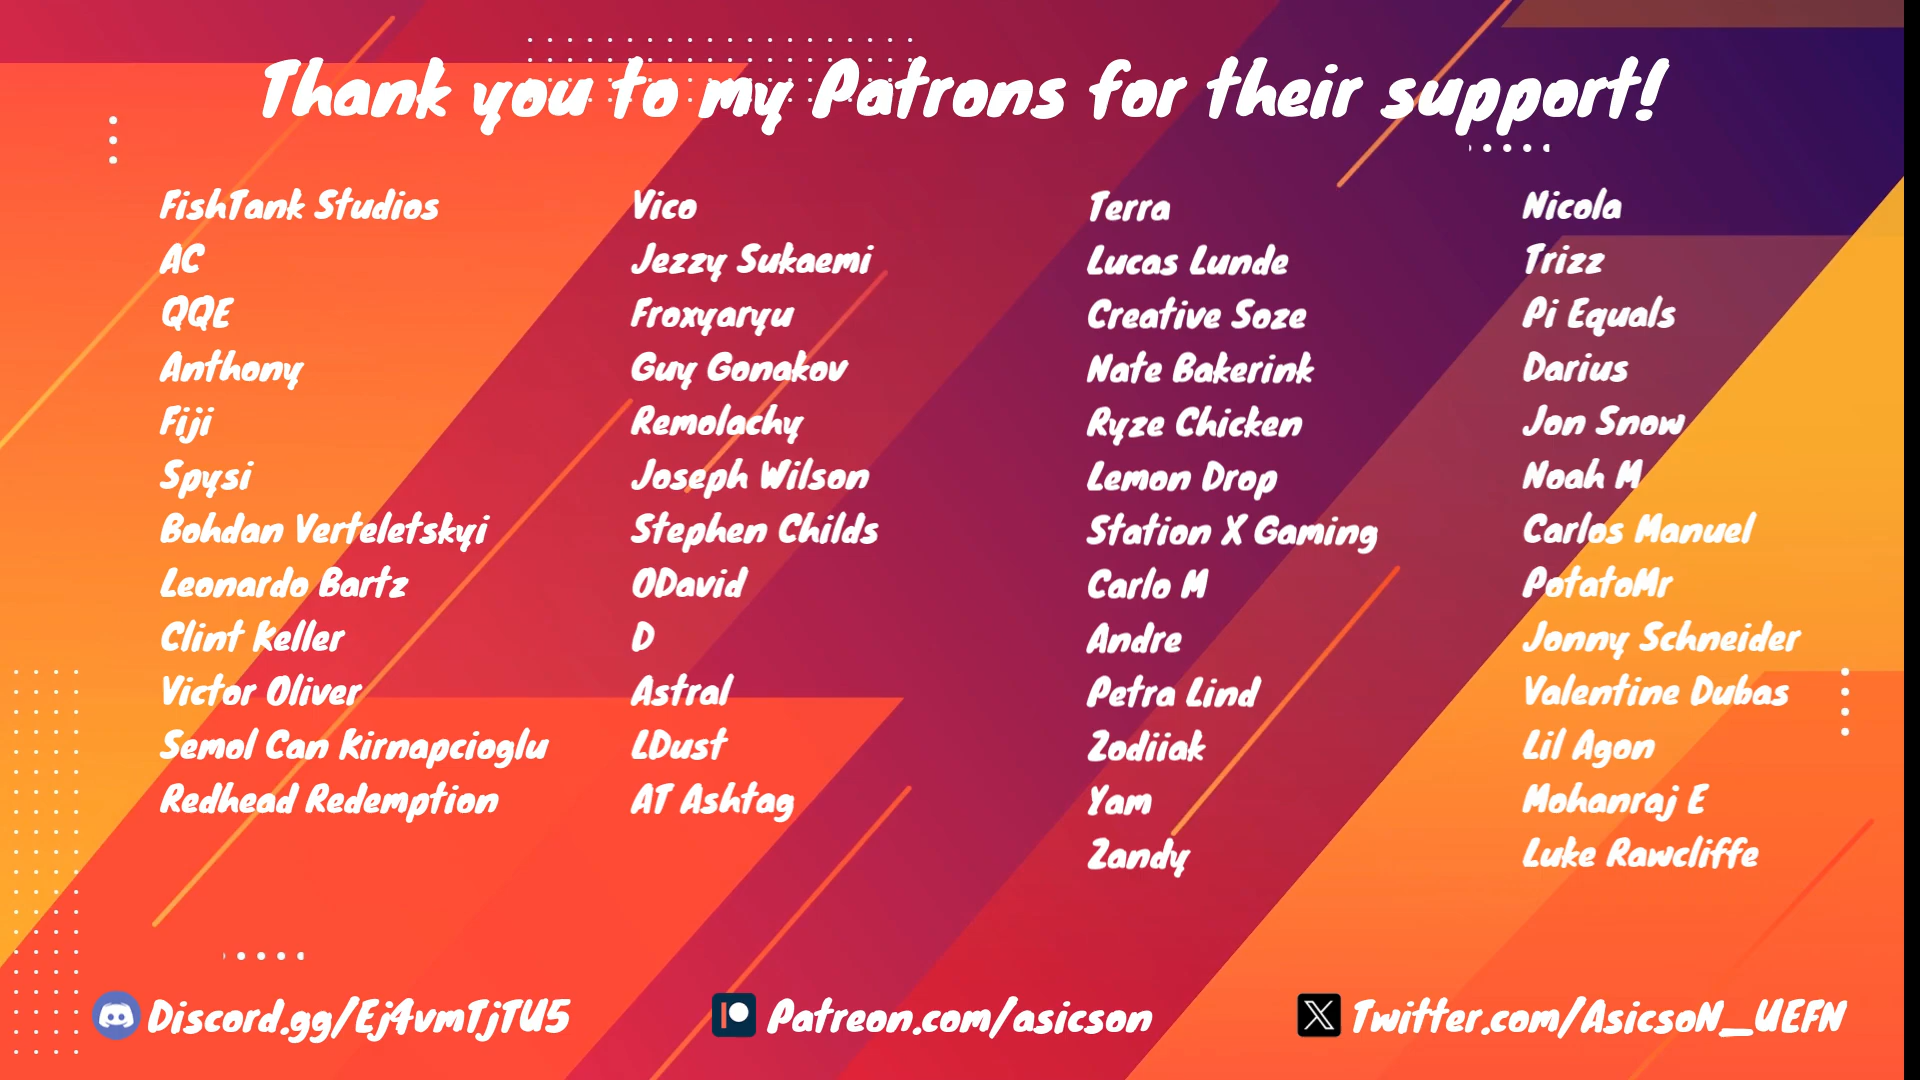 Thank you to my Patrons for their support!
FishTank Studios
AC
QQE
Anthony
Fiji
Spysi
Bohdan Verteletskyi
Leonardo Bartz
Clint Keller
Victor Oliver
Semol Can Kirnapcioglu
Redhead Redemption
Vico
Jezzy Sukaemi
Froxyaryu
Guy Gonakov
Remolachy
Joseph Wilson
Stephen Childs
ODavid
D
Astral
LDust
AT Ashtag
Terra
Lucas Lunde
Creative Soze
Nate Bakerink
Ryze Chicken
Lemon Drop
Station X Gaming
Carlo M
Andre
Petra Lind
Zodiiak
Yam
Zandy
Nicola
Trizz
Pi Equals
Darius
Jon Snow
Noah M
Carlos Manuel
PotatoMr
Jonny Schneider
Valentine Dubas
Lil Agon
Mohanraj E
Luke Rawcliffe
Discord.gg/Ej4vmTjTU5
Patreon.com/asicson
Twitter.com/AsicsoN_UEFN